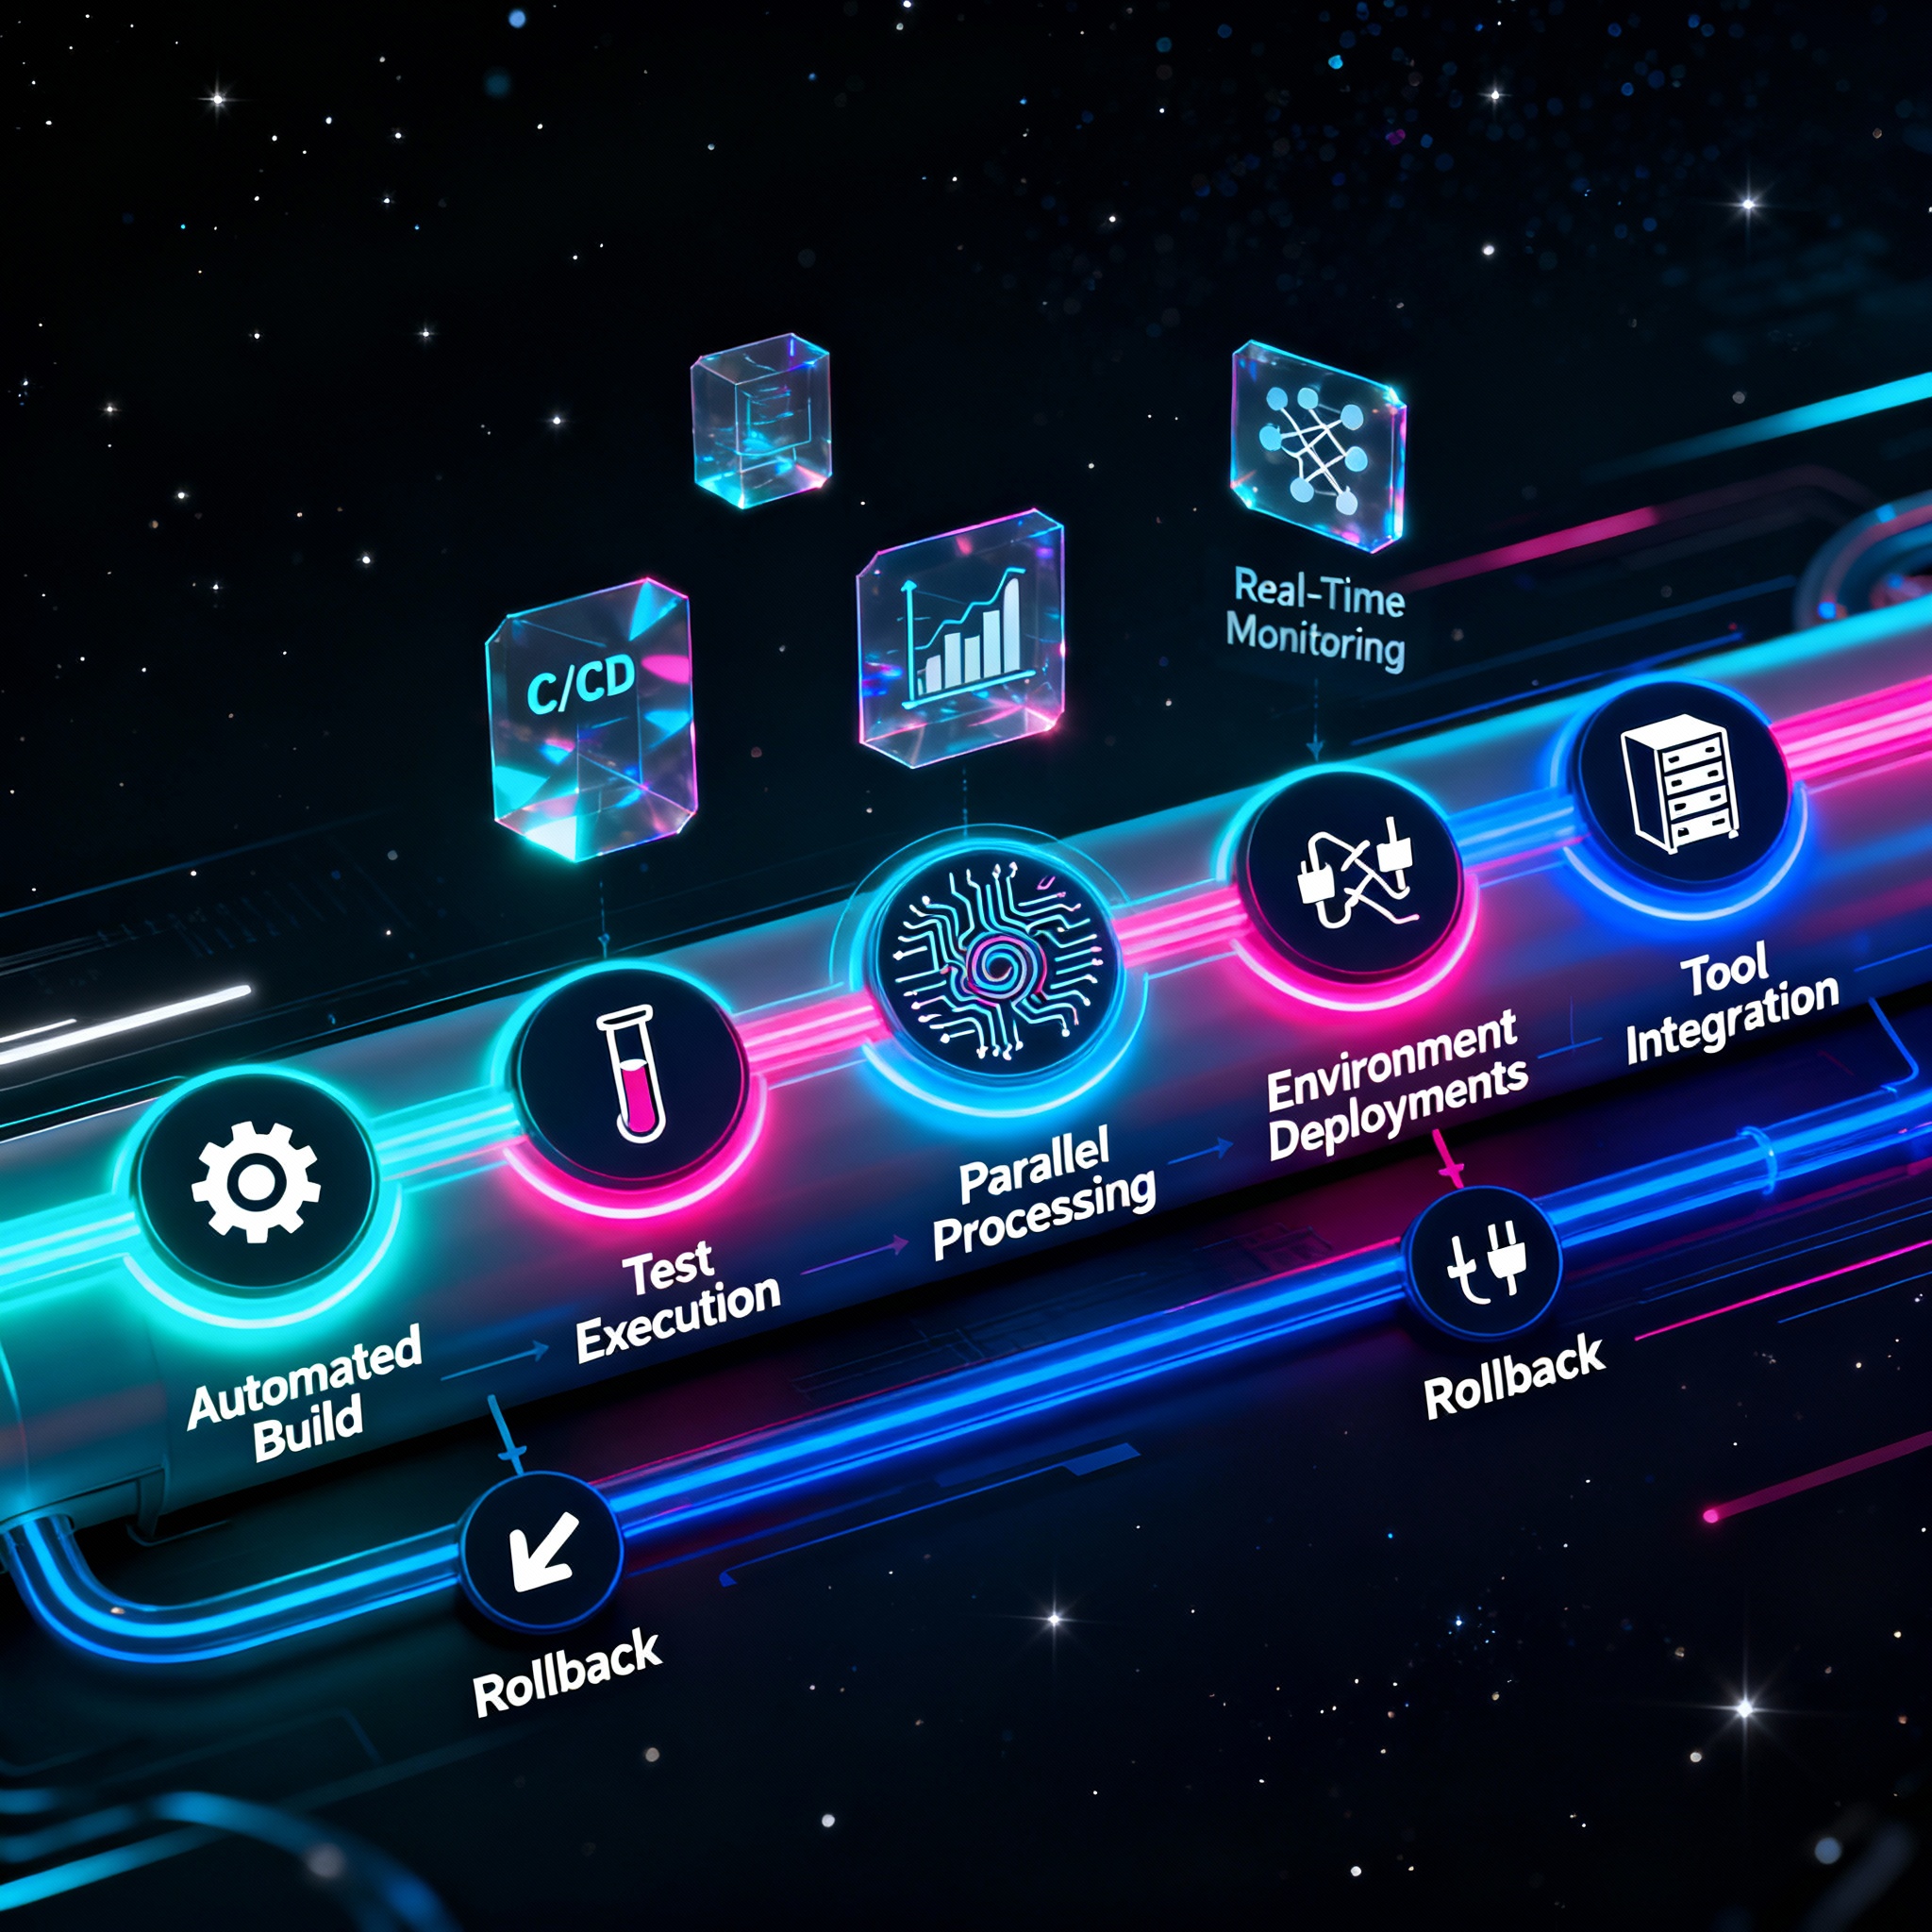 C/CD
Real-Time
Monitoring
Automated
Build
Test
Execution
Parallel
Processing
Environment
Deployments
Tool
Integration
Rollback
Rollback